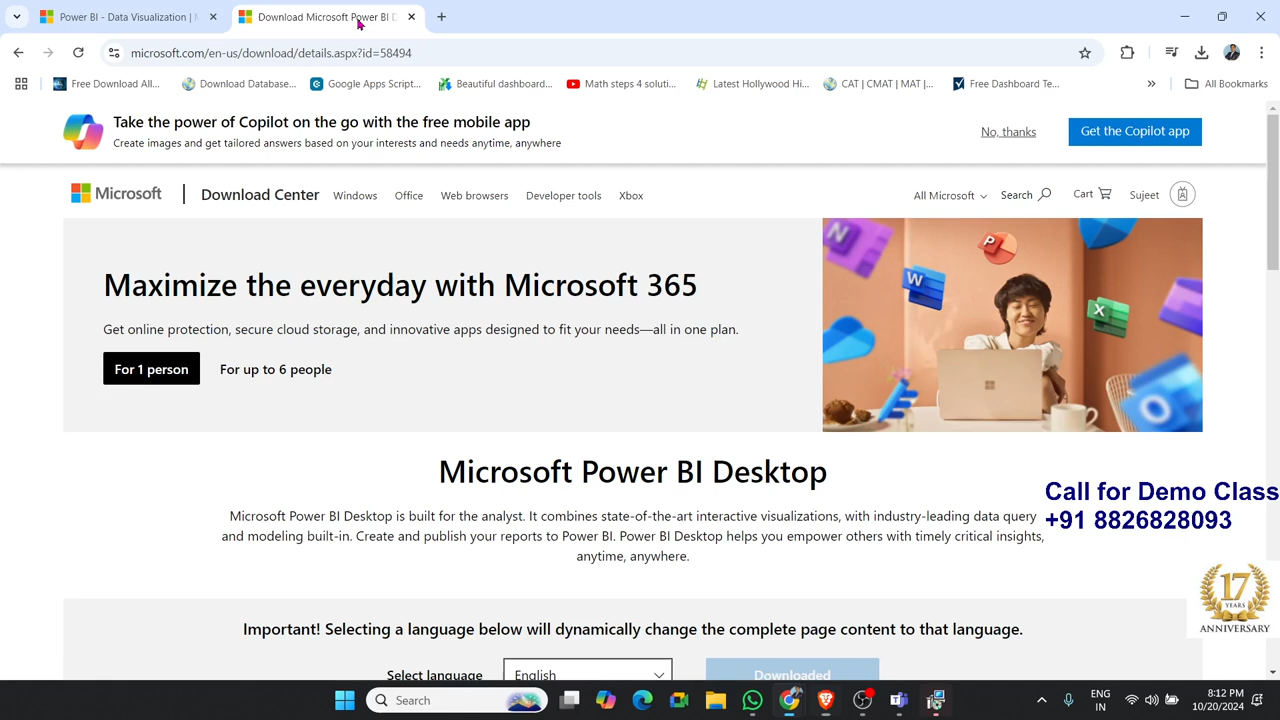 Power BI - Data Visualization |
Download Microsoft Power BI D
microsoft.com/en-us/download/details.aspx?id=58494
Free Download All...
Download Database...
Google Apps Script...
Beautiful dashboard...
Math steps 4 soluti...
Latest Hollywood Hi...
CAT | CMAT | MAT |...
Free Dashboard Te...
All Bookmarks
Take the power of Copilot on the go with the free mobile app
Create images and get tailored answers based on your interests and needs anytime, anywhere
No, thanks
Get the Copilot app
Microsoft
Download Center
Windows
Office
Web browsers
Developer tools
Xbox
All Microsoft
Search
Cart
Sujeet
Maximize the everyday with Microsoft 365
Get online protection, secure cloud storage, and innovative apps designed to fit your needs—all in one plan.
For 1 person
For up to 6 people
N
P
W
X
Microsoft Power BI Desktop
Microsoft Power BI Desktop is built for the analyst. It combines state-of-the-art interactive visualizations, with industry-leading data query
and modeling built-in. Create and publish your reports to Power BI. Power BI Desktop helps you empower others with timely critical insights,
anytime, anywhere.
Call for Demo Class
+91 8826828093
17
YEARS
ANNIVERSARY
Important! Selecting a language below will dynamically change the complete page content to that language.
Select language
English
Downloaded
Search
ENG
IN
8:12 PM
10/20/2024